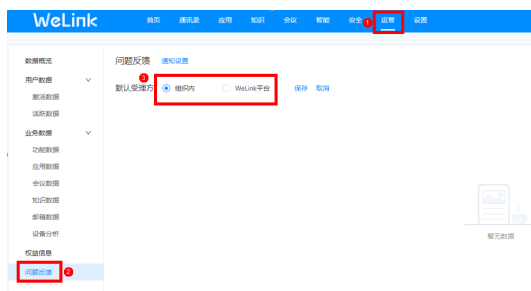 WeLink 首页 通讯录 应用 知识 会议 智能 安全 1 运营 设置
数据概览
用户数据
激活数据
活跃数据
业务数据
功能数据
应用数据
会议数据
知识数据
邮箱数据
设备分析
权益信息
问题反馈 2
问题反馈 通知设置
3
默认受理方 组织内 WeLink平台 保存 取消
暂无数据